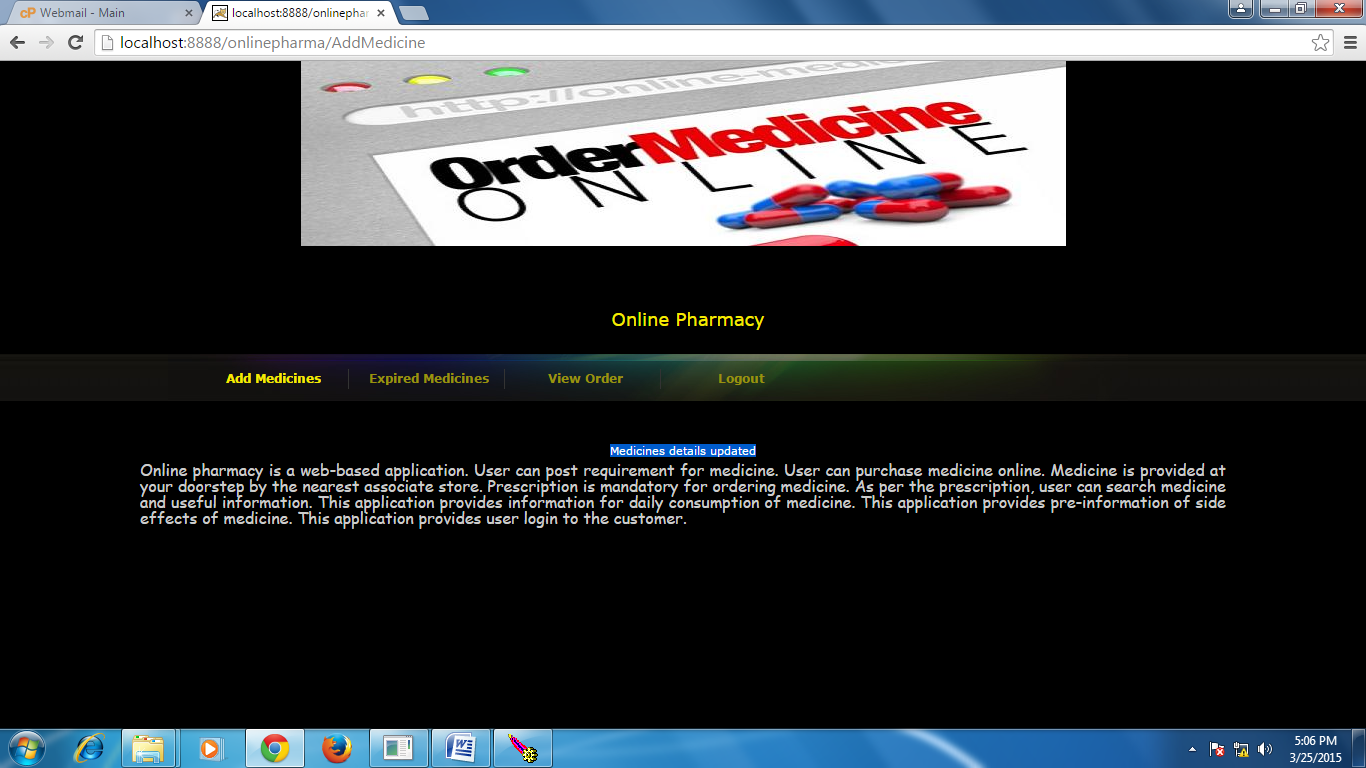 cP Webmail - Main
localhost:8888/onlinephar
localhost:8888/onlinepharma/AddMedicine
http://online-medic
OrderMedicine
ONLINE
Online Pharmacy
Add Medicines
Expired Medicines
View Order
Logout
Medicines details updated
Online pharmacy is a web-based application. User can post requirement for medicine. User can purchase medicine online. Medicine is provided at
your doorstep by the nearest associate store. Prescription is mandatory for ordering medicine. As per the prescription, user can search medicine
and useful information. This application provides information for daily consumption of medicine. This application provides pre-information of side
effects of medicine. This application provides user login to the customer.
5:06 PM
3/25/2015